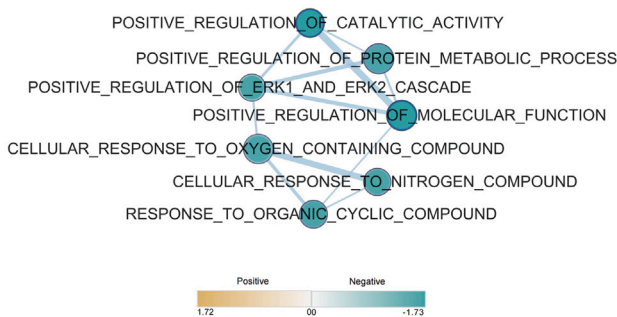 POSITIVE_REGULATION_OF_CATALYTIC_ACTIVITY
POSITIVE_REGULATION_OF_PROTEIN_METABOLIC_PROCESS
POSITIVE_REGULATION_OF_ERK1_AND_ERK2_CASCADE
POSITIVE_REGULATION_OF_MOLECULAR_FUNCTION
CELLULAR_RESPONSE_TO_OXYGEN_CONTAINING_COMPOUND
CELLULAR_RESPONSE_TO_NITROGEN_COMPOUND
RESPONSE_TO_ORGANIC_CYCLIC_COMPOUND
Positive Negative
1.72 00 -1.73